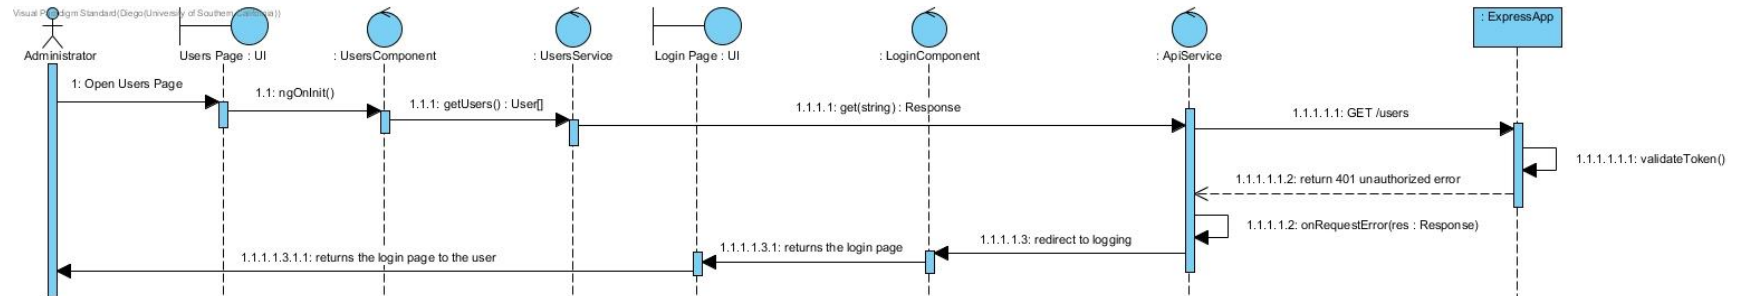 Visual Paradigm Standard(Diego(University of Southern California))
Administrator
Users Page : UI
: UsersComponent
: UsersService
Login Page : UI
: LoginComponent
: ApiService
: ExpressApp
1: Open Users Page
1.1: ngOnInit()
1.1.1: getUsers() : User[]
1.1.1.1: get(string) : Response
1.1.1.1.1: GET /users
1.1.1.1.1.1: validateToken()
1.1.1.1.1.2: return 401 unauthorized error
1.1.1.1.2: onRequestError(res : Response)
1.1.1.1.3: redirect to logging
1.1.1.1.3.1: returns the login page
1.1.1.1.3.1.1: returns the login page to the user